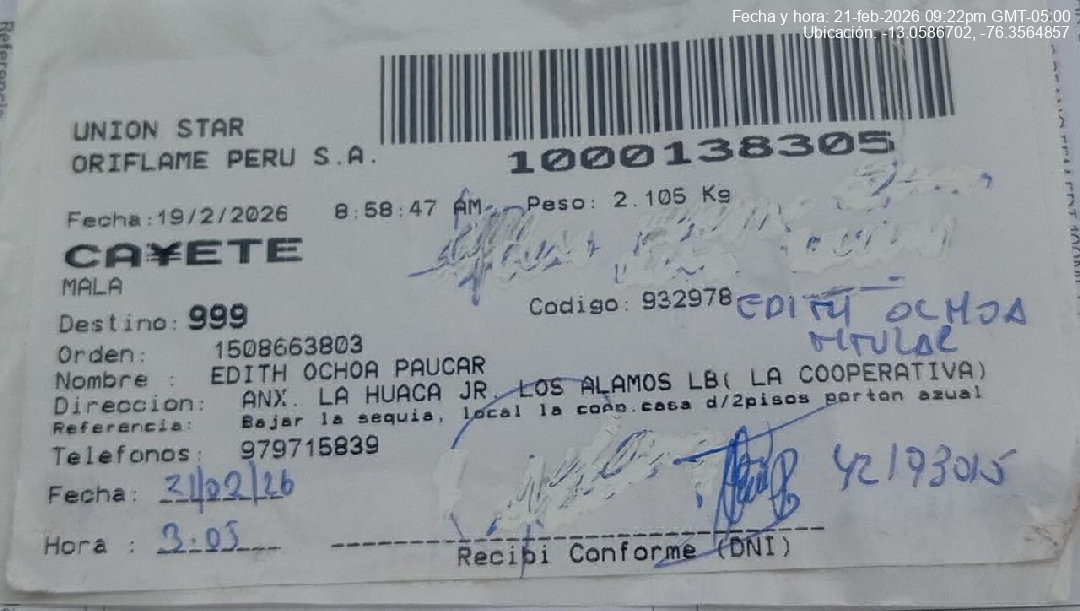 Fecha y hora: 21-feb-2026 09:22pm GMT-05:00
Ubicación: -13.0586702, -76.3564857
UNION STAR
ORIFLAME PERU S.A.
1000138305
Fecha:19/2/2026 8:58:47 AM Peso: 2.105 Kg
CA¥ETE
MALA
Codigo: 932978 EDITH OCHOA
TITULAR
Destino: 999
Orden: 1508663803
Nombre : EDITH OCHOA PAUCAR
Direccion: ANX. LA HUACA JR. LOS ALAMOS LB( LA COOPERATIVA)
Referencia: Bajar la sequia, local la coop.casa d/2pisos porton azual
Telefonos: 979715839
Fecha: 21/02/26
42193015
Hora : 3:05
Recibi Conforme (DNI)